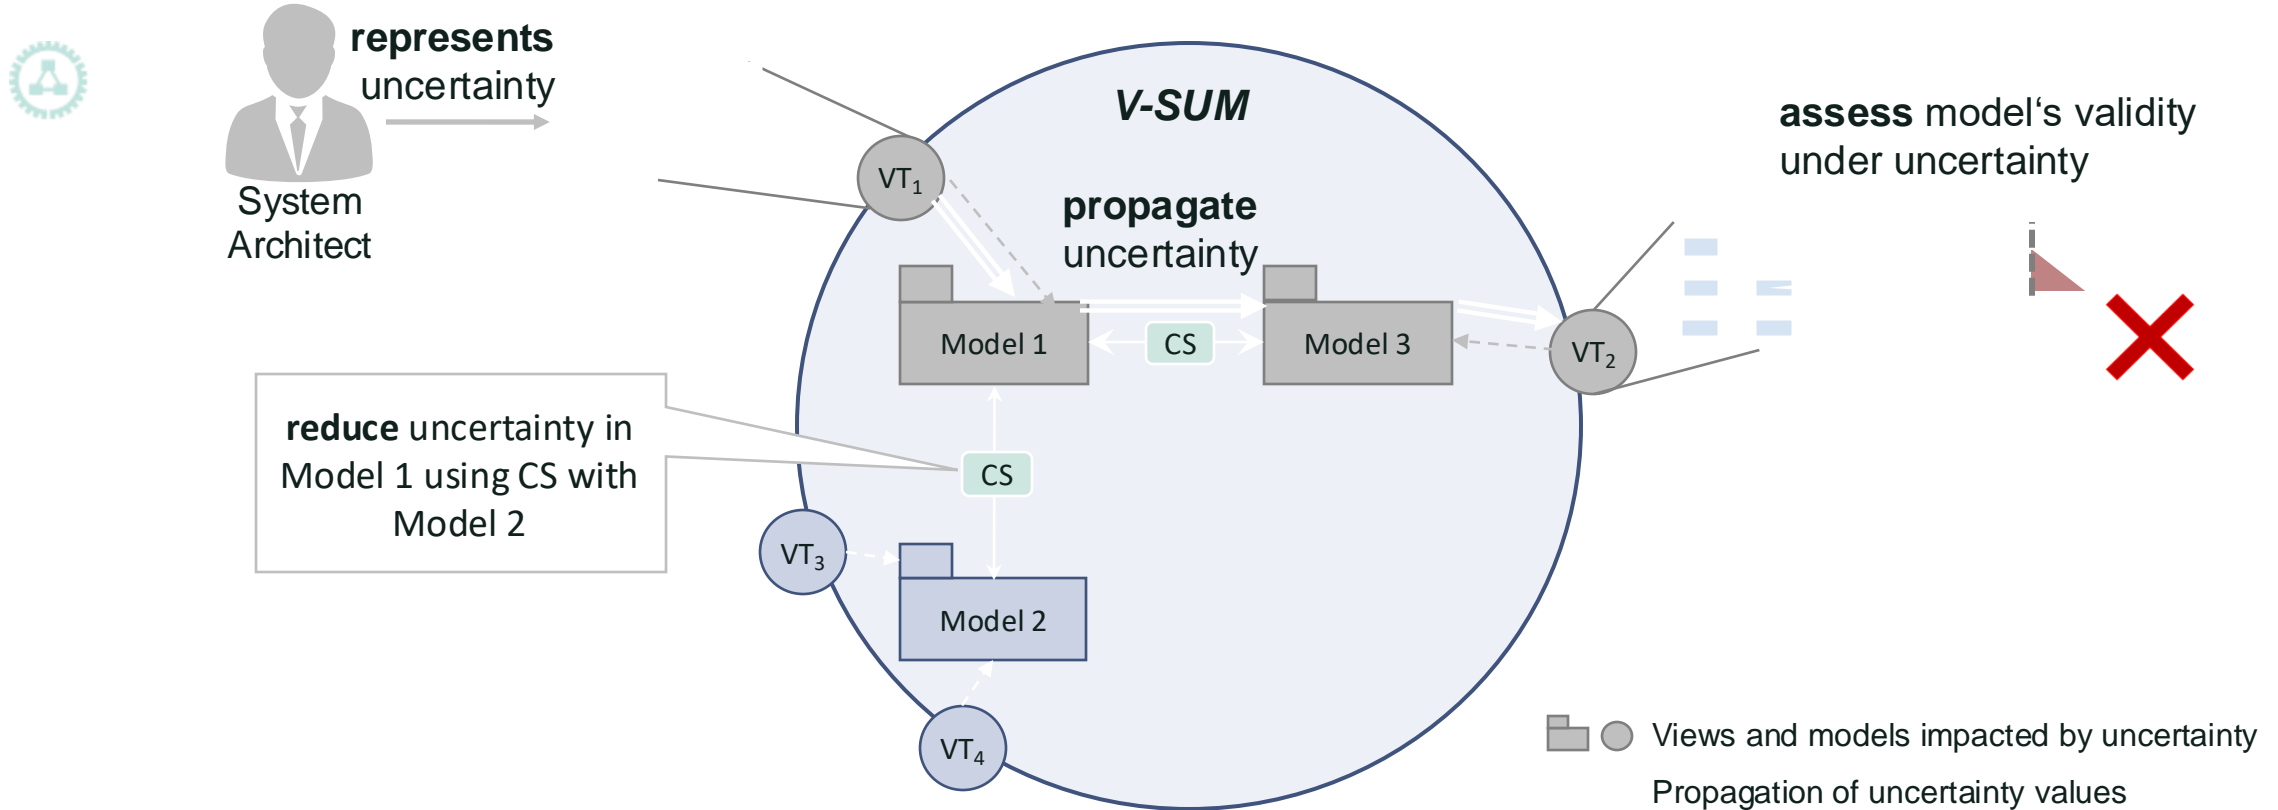 represents
uncertainty
System
Architect
V-SUM
VT1
propagate
uncertainty
assess model‘s validity
under uncertainty
Model 1
CS
Model 3
VT2
reduce uncertainty in
Model 1 using CS with
Model 2
CS
VT3
Model 2
VT4
Views and models impacted by uncertainty
Propagation of uncertainty values